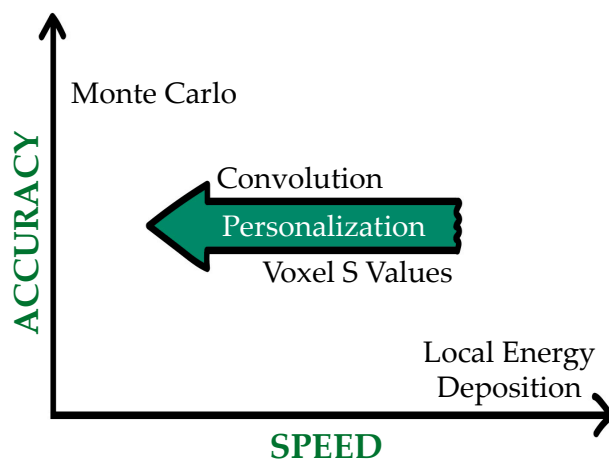 Monte Carlo
ACCURACY
Convolution
Personalization
Voxel S Values
Local Energy
Deposition
SPEED